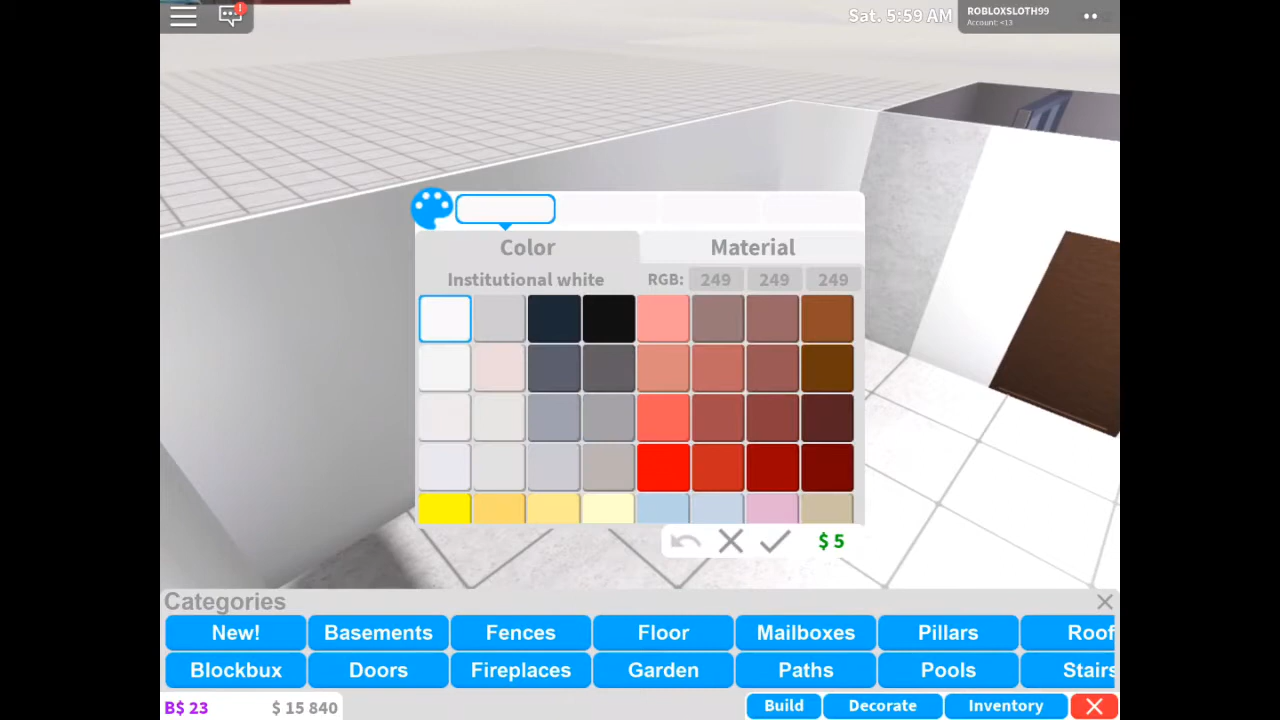 Sat. 5:59 AM
ROBLOXSLOTH99
Account: <13
!
Color
Material
Institutional white
RGB: 249 249 249
$ 5
Categories
New! Basements Fences Floor Mailboxes Pillars Roof
Blockbux Doors Fireplaces Garden Paths Pools Stairs
B$ 23 $ 15 840
Build Decorate Inventory